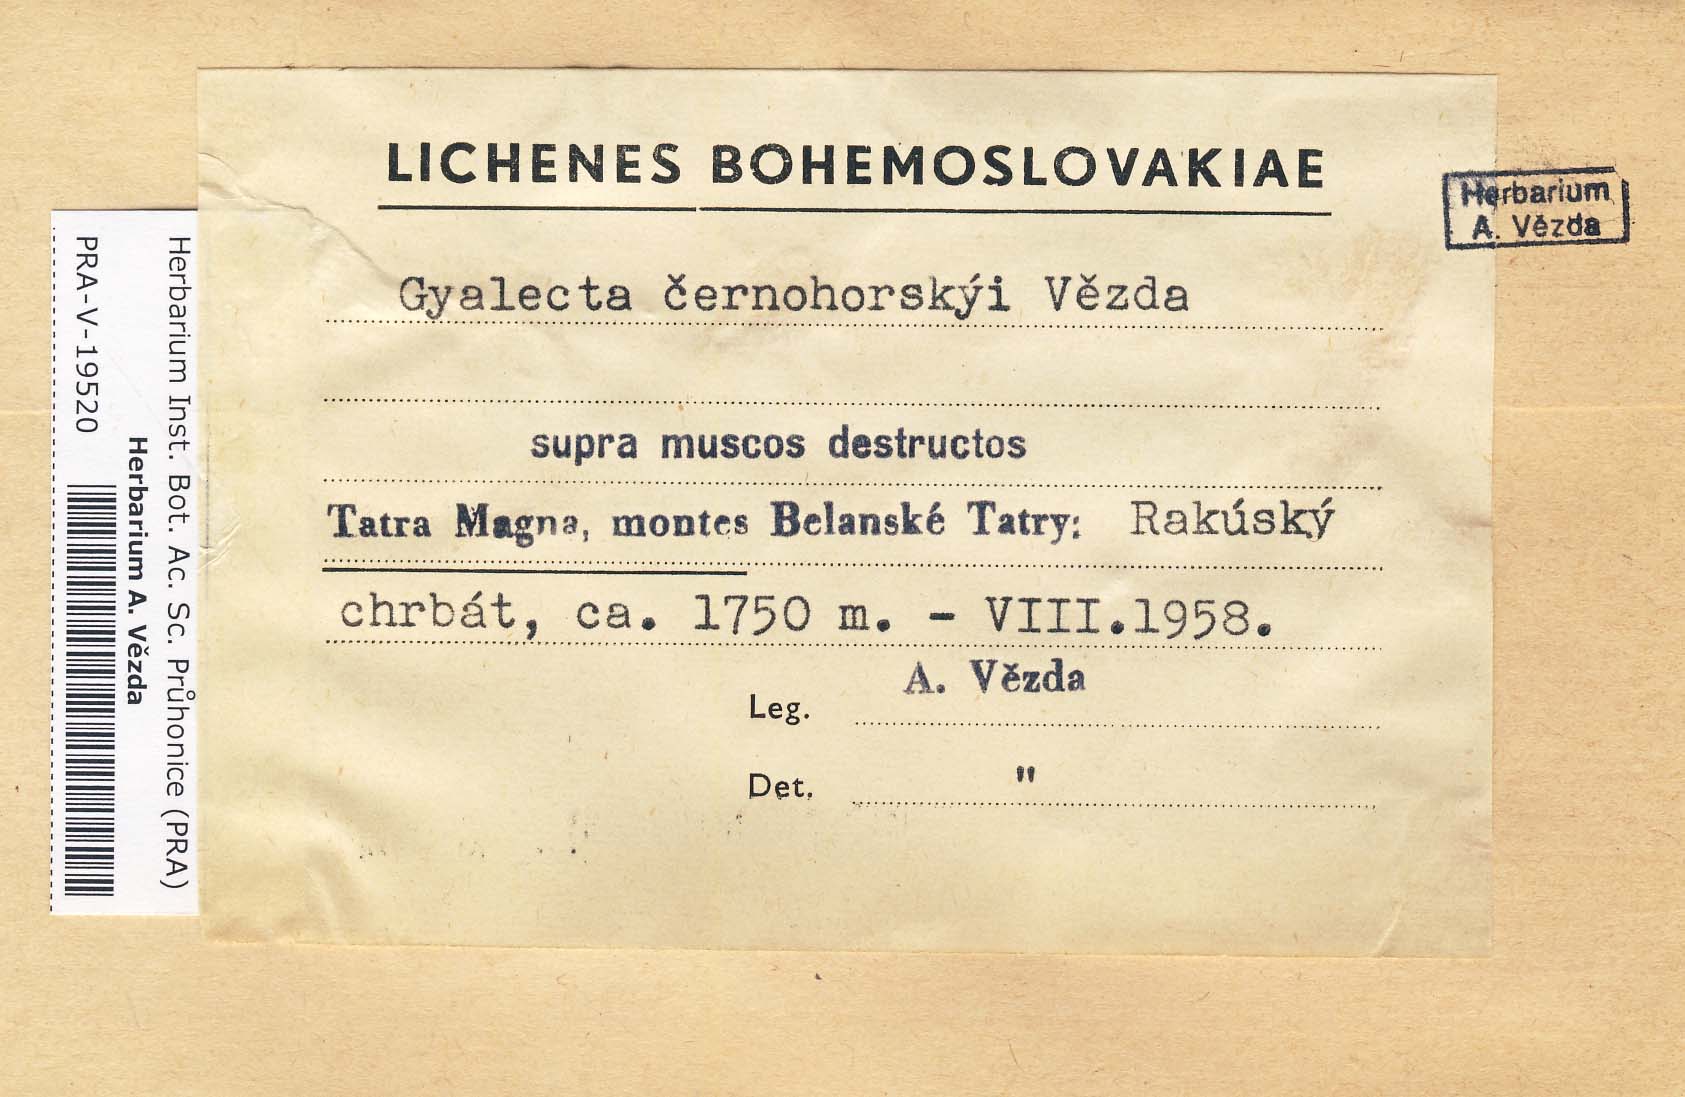 LICHENES BOHEMOSLOVAKIAE
Herbarium
A. Vězda
Gyalecta černohorskýi Vězda
supra muscos destructos
Tatra Magna, montes Belanské Tatry: Rakúský
chrbát, ca. 1750 m. - VIII.1958.
A. Vězda
Leg.
Det. "
Herbarium Inst. Bot. Ac. Sc. Průhonice (PRA)
Herbarium A. Vězda
PRA-V-19520